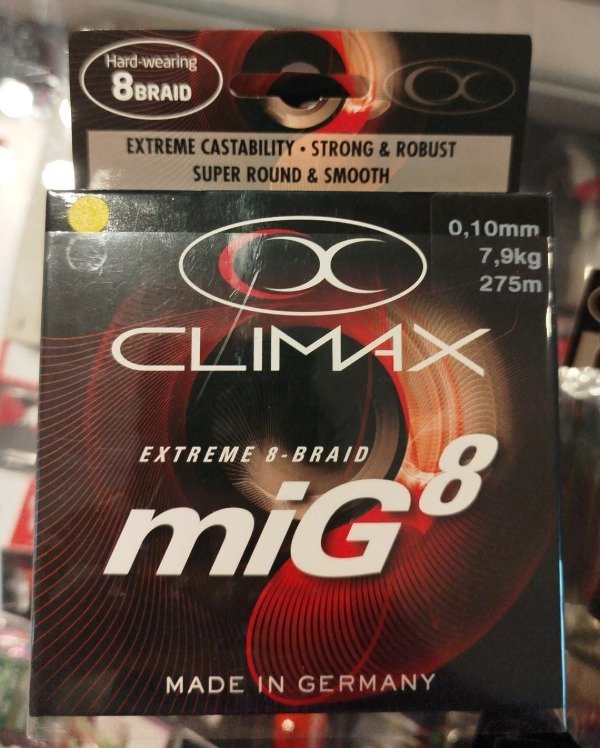 Hard-wearing
8BRAID
EXTREME CASTABILITY • STRONG & ROBUST
SUPER ROUND & SMOOTH
0,10mm
7,9kg
275m
CLIMAX
EXTREME 8-BRAID
miG8
MADE IN GERMANY